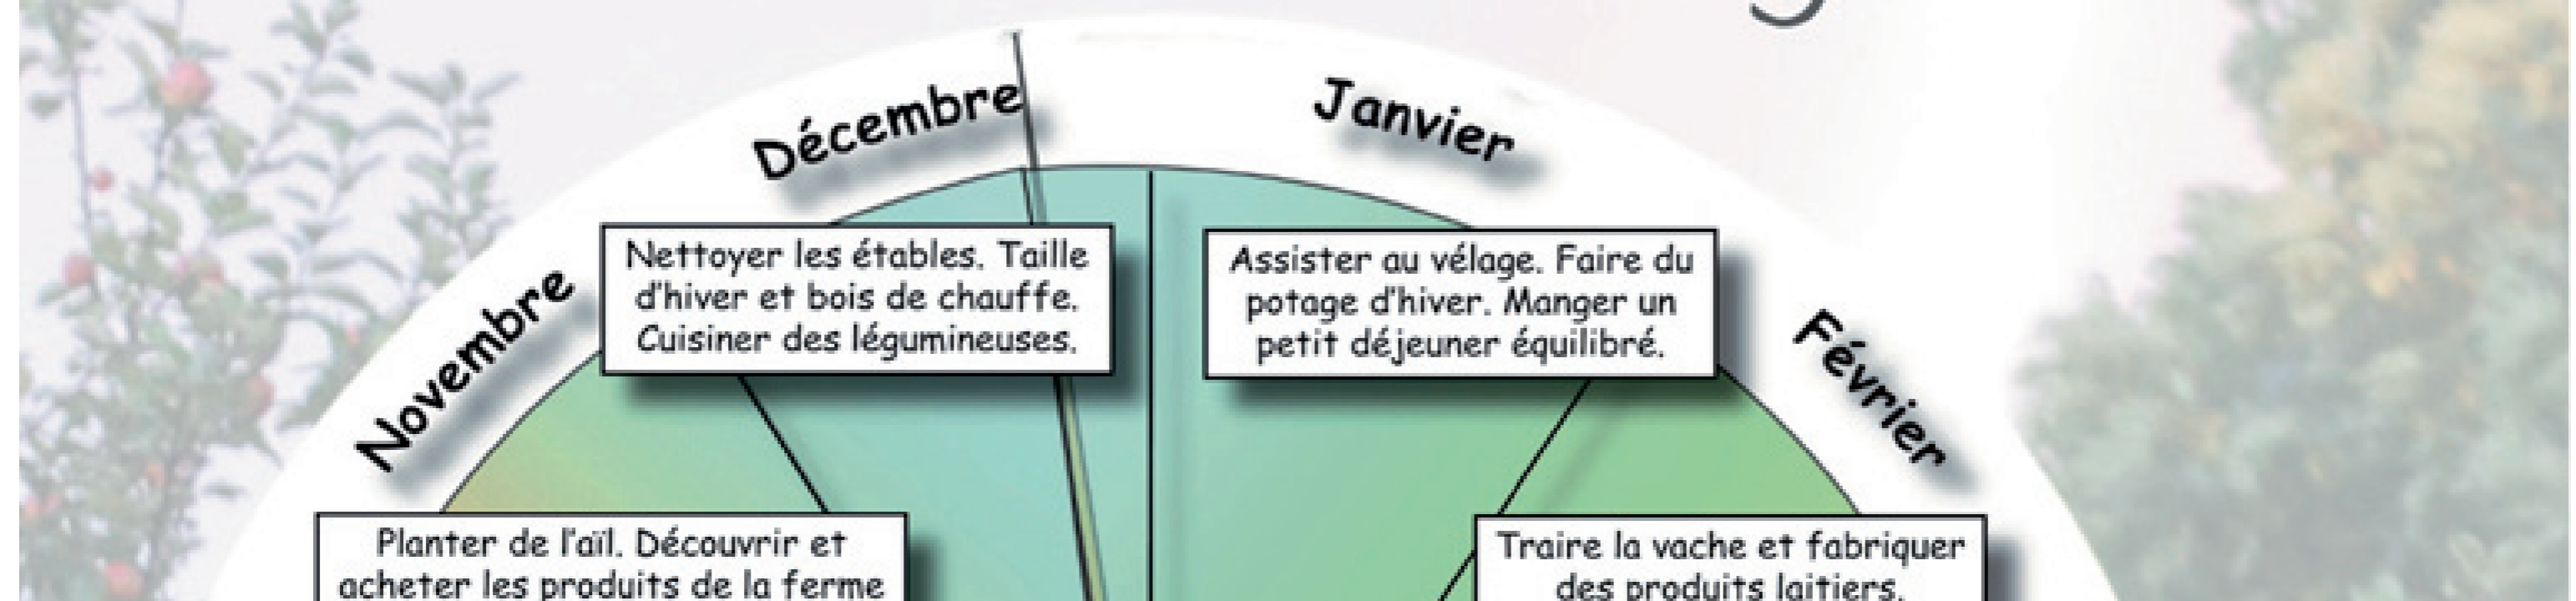 Décembre
Janvier
Nettoyer les étables. Taille
d'hiver et bois de chauffe.
Cuisiner des légumineuses.
Assister au vélage. Faire du
potage d'hiver. Manger un
petit déjeuner équilibré.
Novembre
Février
Planter de l'aïl. Découvrir et
acheter les produits de la ferme
Traire la vache et fabriquer
des produits laitiers.